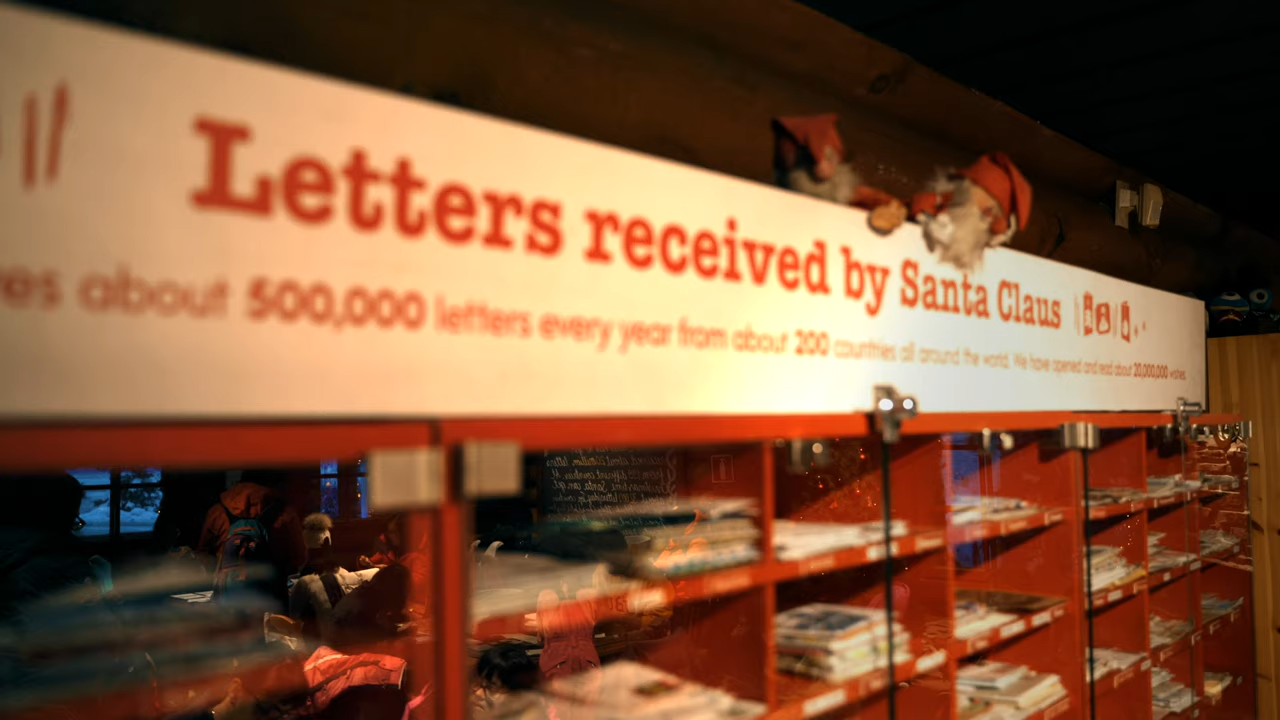 Letters received by Santa Claus
about 500,000 letters every year from about 200 countries all around the world. We have opened and read about 20,000,000 wishes.